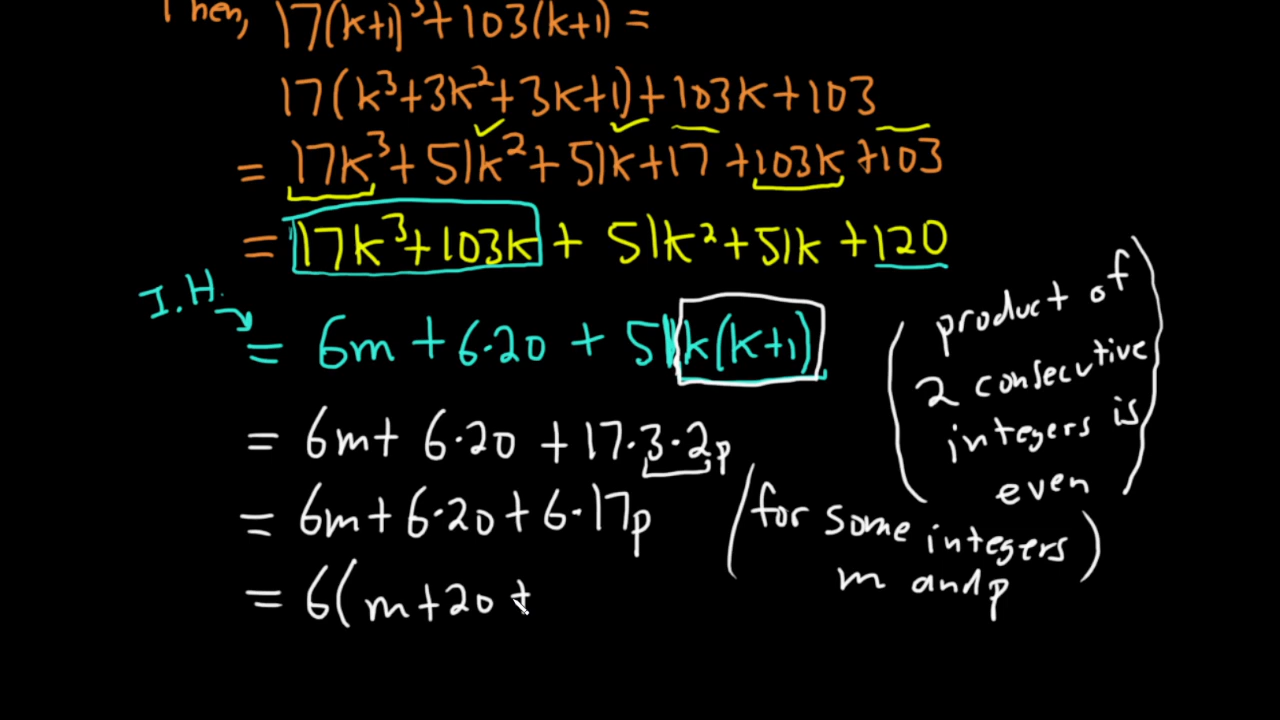 Then, 17(k+1)³+103(k+1) =
17(k³+3k²+3k+1)+103k+103
= 17k³+51k²+51k+17+103k+103
= 17k³+103k + 51k²+51k+120
I.H.
= 6m+6·20+51k(k+1)
(product of
2 consecutive
integers is
even)
= 6m+6·20+17·3·2p
= 6m+6·20+6·17p
(for some integers
m and p)
= 6(m+20+